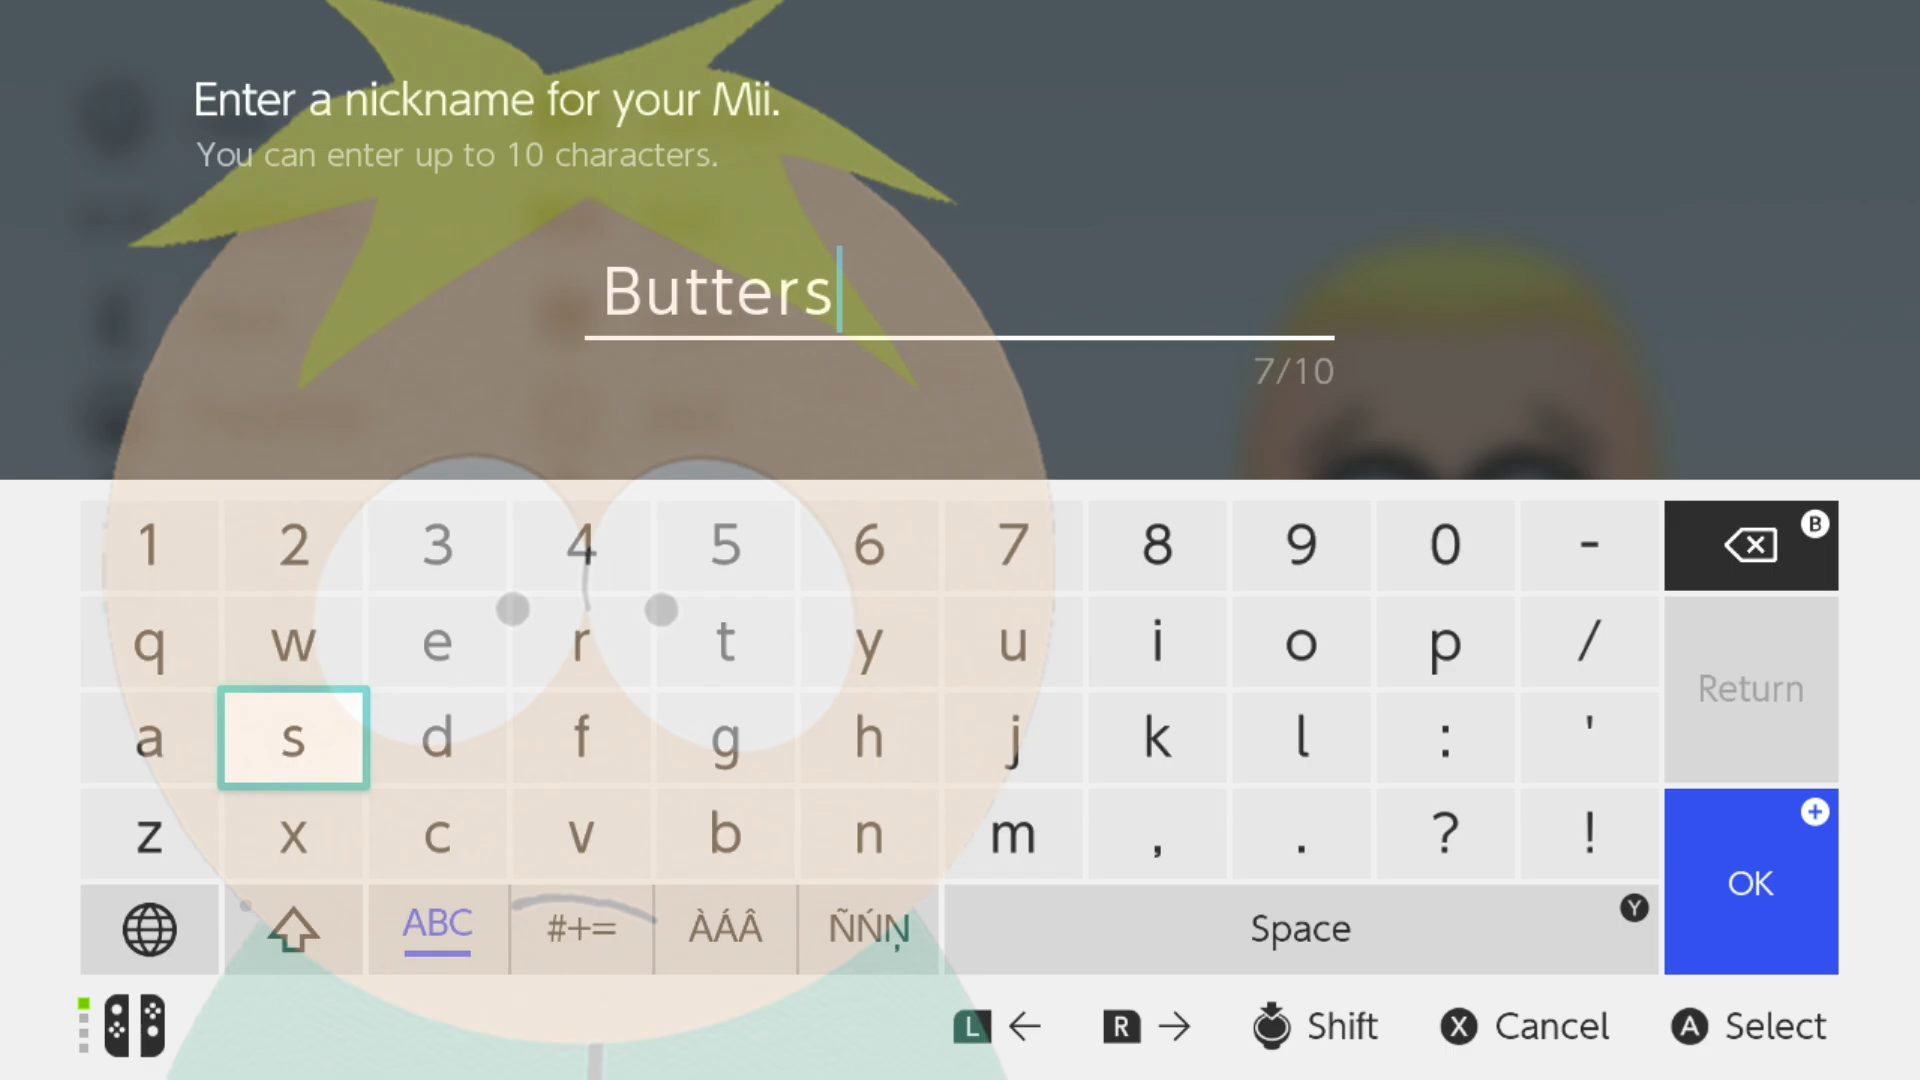 Enter a nickname for your Mii.
You can enter up to 10 characters.
Butters
7/10
1 2 3 4 5 6 7 8 9 0 - B
q w e r t y u i o p /
Return
a s d f g h j k l : '
z x c v b n m , . ? ! +
OK
ABC #+= ÀÁÂ ÑŃŅ Space Y
L ← R → Shift X Cancel A Select